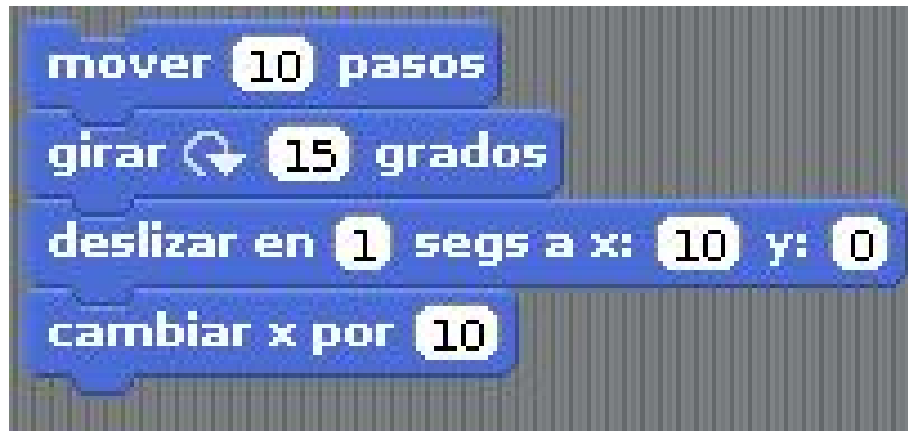 mover 10 pasos
girar 15 grados
deslizar en 1 segs a x: 10 y: 0
cambiar x por 10